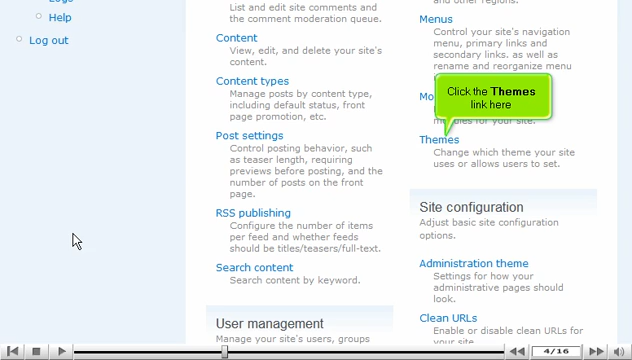 Help
Log out
List and edit site comments and
the comment moderation queue.
Content
View, edit, and delete your site's
content.
Content types
Manage posts by content type,
including default status, front
page promotion, etc.
Post settings
Control posting behavior, such
as teaser length, requiring
previews before posting, and the
number of posts on the front
page.
RSS publishing
Configure the number of items
per feed and whether feeds
should be titles/teasers/full-text.
Search content
Search content by keyword.
User management
Manage your site's users, groups
Menus
Control your site's navigation
menu, primary links and
secondary links. as well as
rename and reorganize menu
Click the Themes
link here
modules for your site.
Themes
Change which theme your site
uses or allows users to set.
Site configuration
Adjust basic site configuration
options.
Administration theme
Settings for how your
administrative pages should
look.
Clean URLs
Enable or disable clean URLs for
4/16